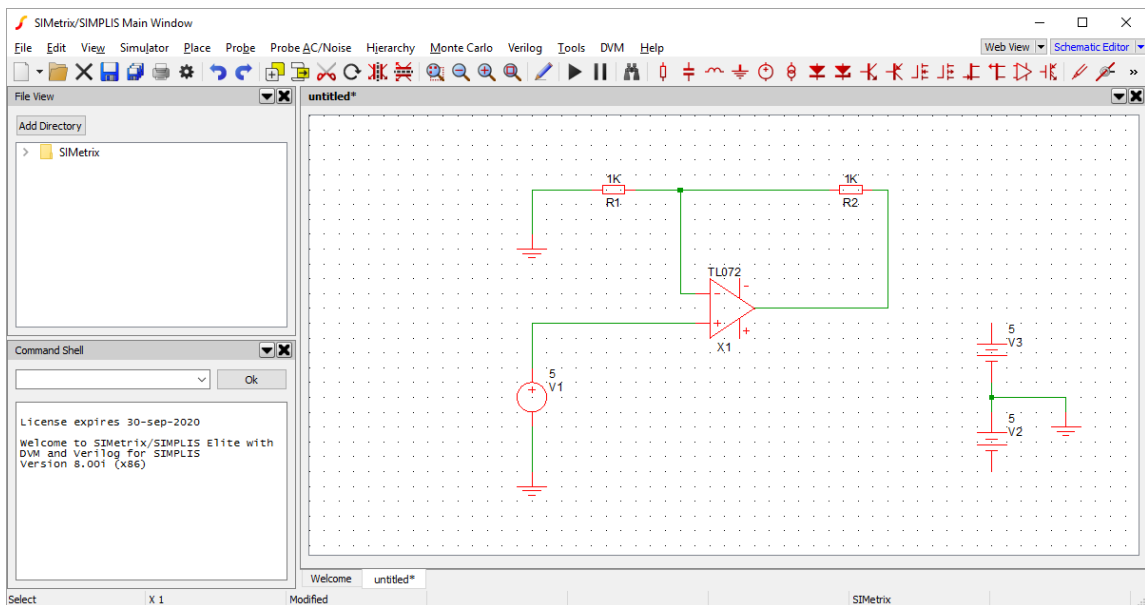 SIMetrix/SIMPLIS Main Window
File Edit View Simulator Place Probe Probe AC/Noise Hierarchy Monte Carlo Verilog Tools DVM Help Web View Schematic Editor
File View
Add Directory
SIMetrix
Command Shell
Ok
License expires 30-sep-2020
Welcome to SIMetrix/SIMPLIS Elite with
DVM and Verilog for SIMPLIS
Version 8.00i (x86)
untitled*
1K
R1
1K
R2
TL072
-
-
+
+
X1
5
+
V1
5
V3
5
V2
Welcome untitled*
Select X 1 Modified SIMetrix